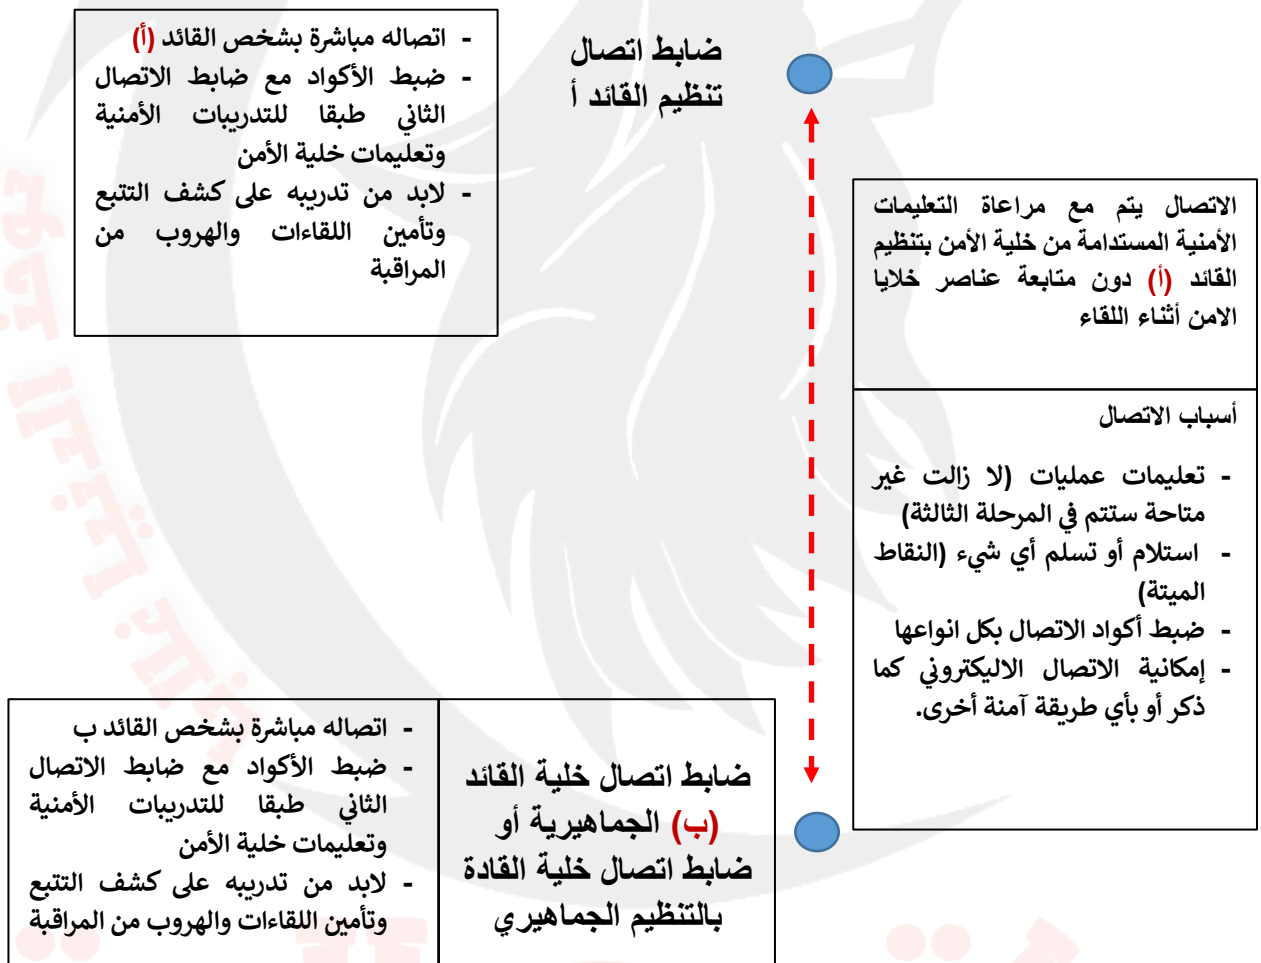 - اتصاله مباشرة بشخص القائد (أ)
- ضبط الأكواد مع ضابط الاتصال
الثاني طبقا للتدريبات الأمنية
وتعليمات خلية الأمن
- لابد من تدريبه على كشف التتبع
وتأمين اللقاءات والهروب من
المراقبة
ضابط اتصال
تنظيم القائد أ
الاتصال يتم مع مراعاة التعليمات
الأمنية المستدامة من خلية الأمن بتنظيم
القائد (أ) دون متابعة عناصر خلايا
الامن أثناء اللقاء
أسباب الاتصال
- تعليمات عمليات (لا زالت غير
متاحة ستتم في المرحلة الثالثة)
- استلام أو تسلم أي شيء (النقاط
الميتة)
- ضبط أكواد الاتصال بكل انواعها
- إمكانية الاتصال الاليكتروني كما
ذكر أو بأي طريقة آمنة أخرى.
ضابط اتصال خلية القائد
(ب) الجماهيرية أو
ضابط اتصال خلية القادة
بالتنظيم الجماهيري
- اتصاله مباشرة بشخص القائد ب
- ضبط الأكواد مع ضابط الاتصال
الثاني طبقا للتدريبات الأمنية
وتعليمات خلية الأمن
- لابد من تدريبه على كشف التتبع
وتأمين اللقاءات والهروب من المراقبة